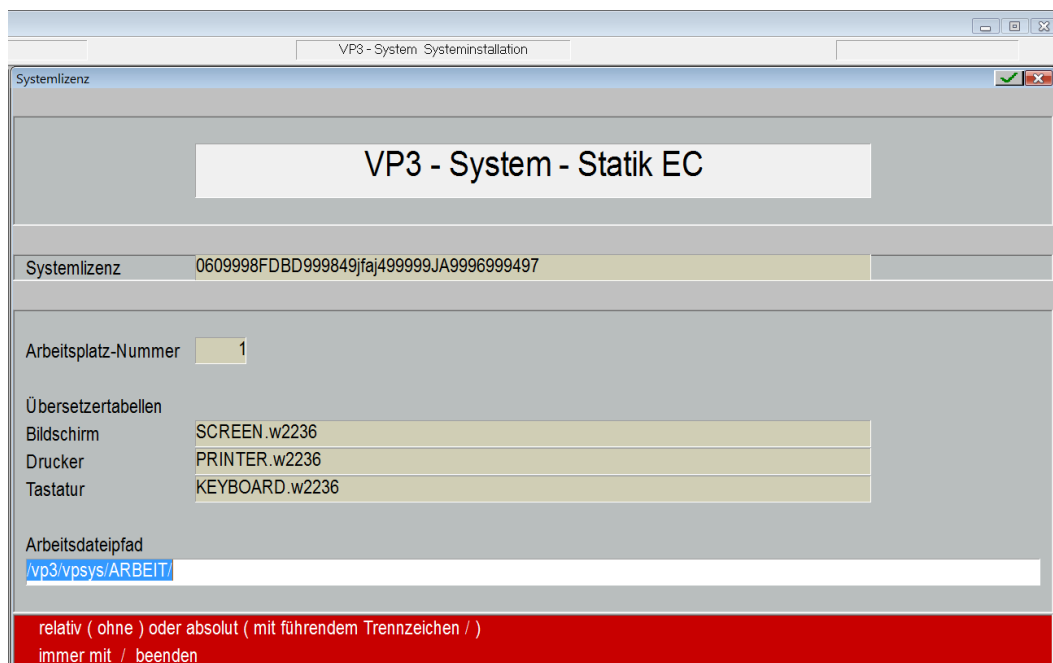 VP3 - System Systeminstallation
Systemlizenz
VP3 - System - Statik EC
Systemlizenz 0609998FDBD999849jfaj499999JA9996999497
Arbeitsplatz-Nummer 1
Übersetzertabellen
Bildschirm SCREEN.w2236
Drucker PRINTER.w2236
Tastatur KEYBOARD.w2236
Arbeitsdateipfad
/vp3/vpsys/ARBEIT/
relativ ( ohne ) oder absolut ( mit führendem Trennzeichen / )
immer mit / beenden